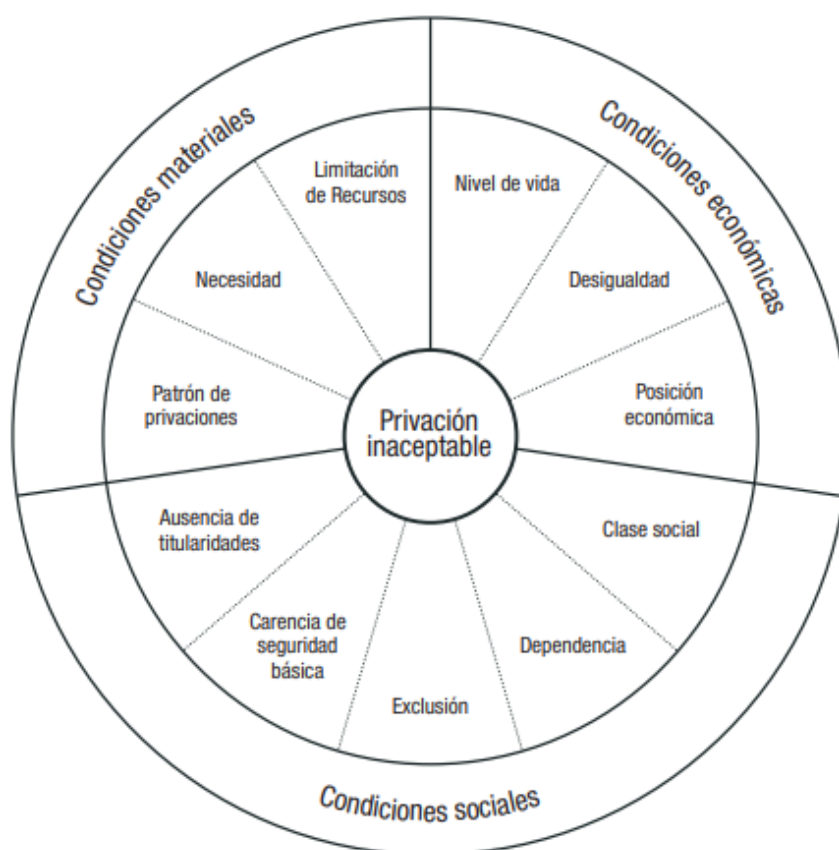 Condiciones materiales
Condiciones económicas
Limitación
de Recursos
Nivel de vida
Necesidad
Desigualdad
Patrón de
privaciones
Privación
inaceptable
Posición
económica
Ausencia de
titularidades
Clase social
Carencia de
seguridad
básica
Dependencia
Exclusión
Condiciones sociales